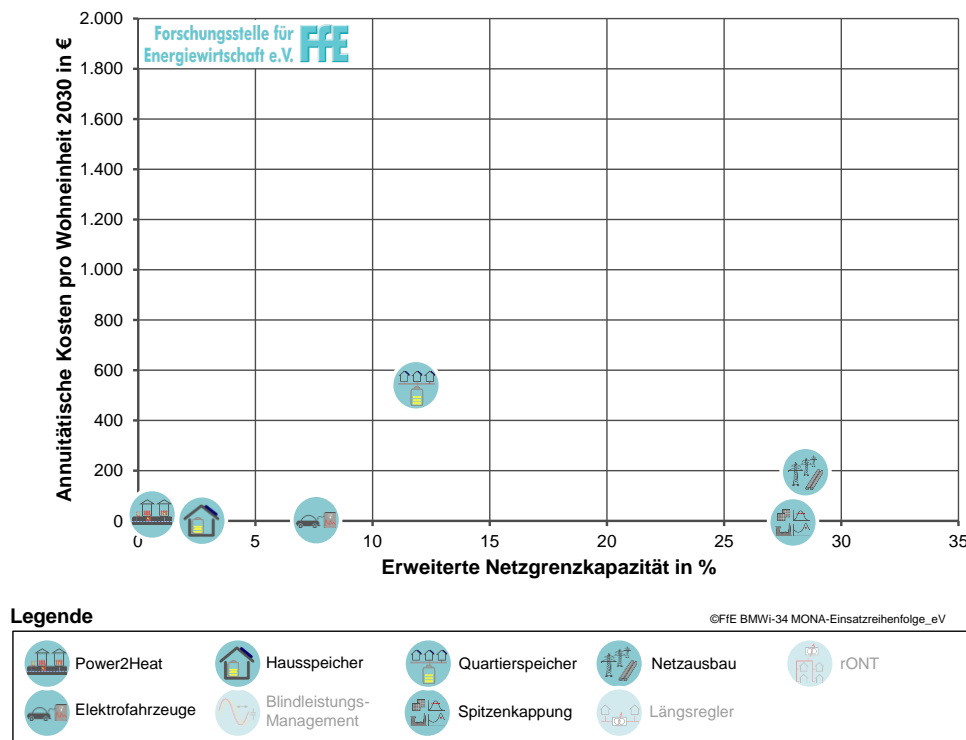 Annuitätische Kosten pro Wohneinheit 2030 in €
2.000
1.800
1.600
1.400
1.200
1.000
800
600
400
200
0
Forschungsstelle für
Energiewirtschaft e.V.
FfE
0 5 10 15 20 25 30 35
Erweiterte Netzgrenzkapazität in %
Legende
©FfE BMWi-34 MONA-Einsatzreihenfolge_eV
Power2Heat
Hausspeicher
Quartierspeicher
Netzausbau
rONT
Elektrofahrzeuge
Blindleistungs-
Management
Spitzenkappung
Längsregler